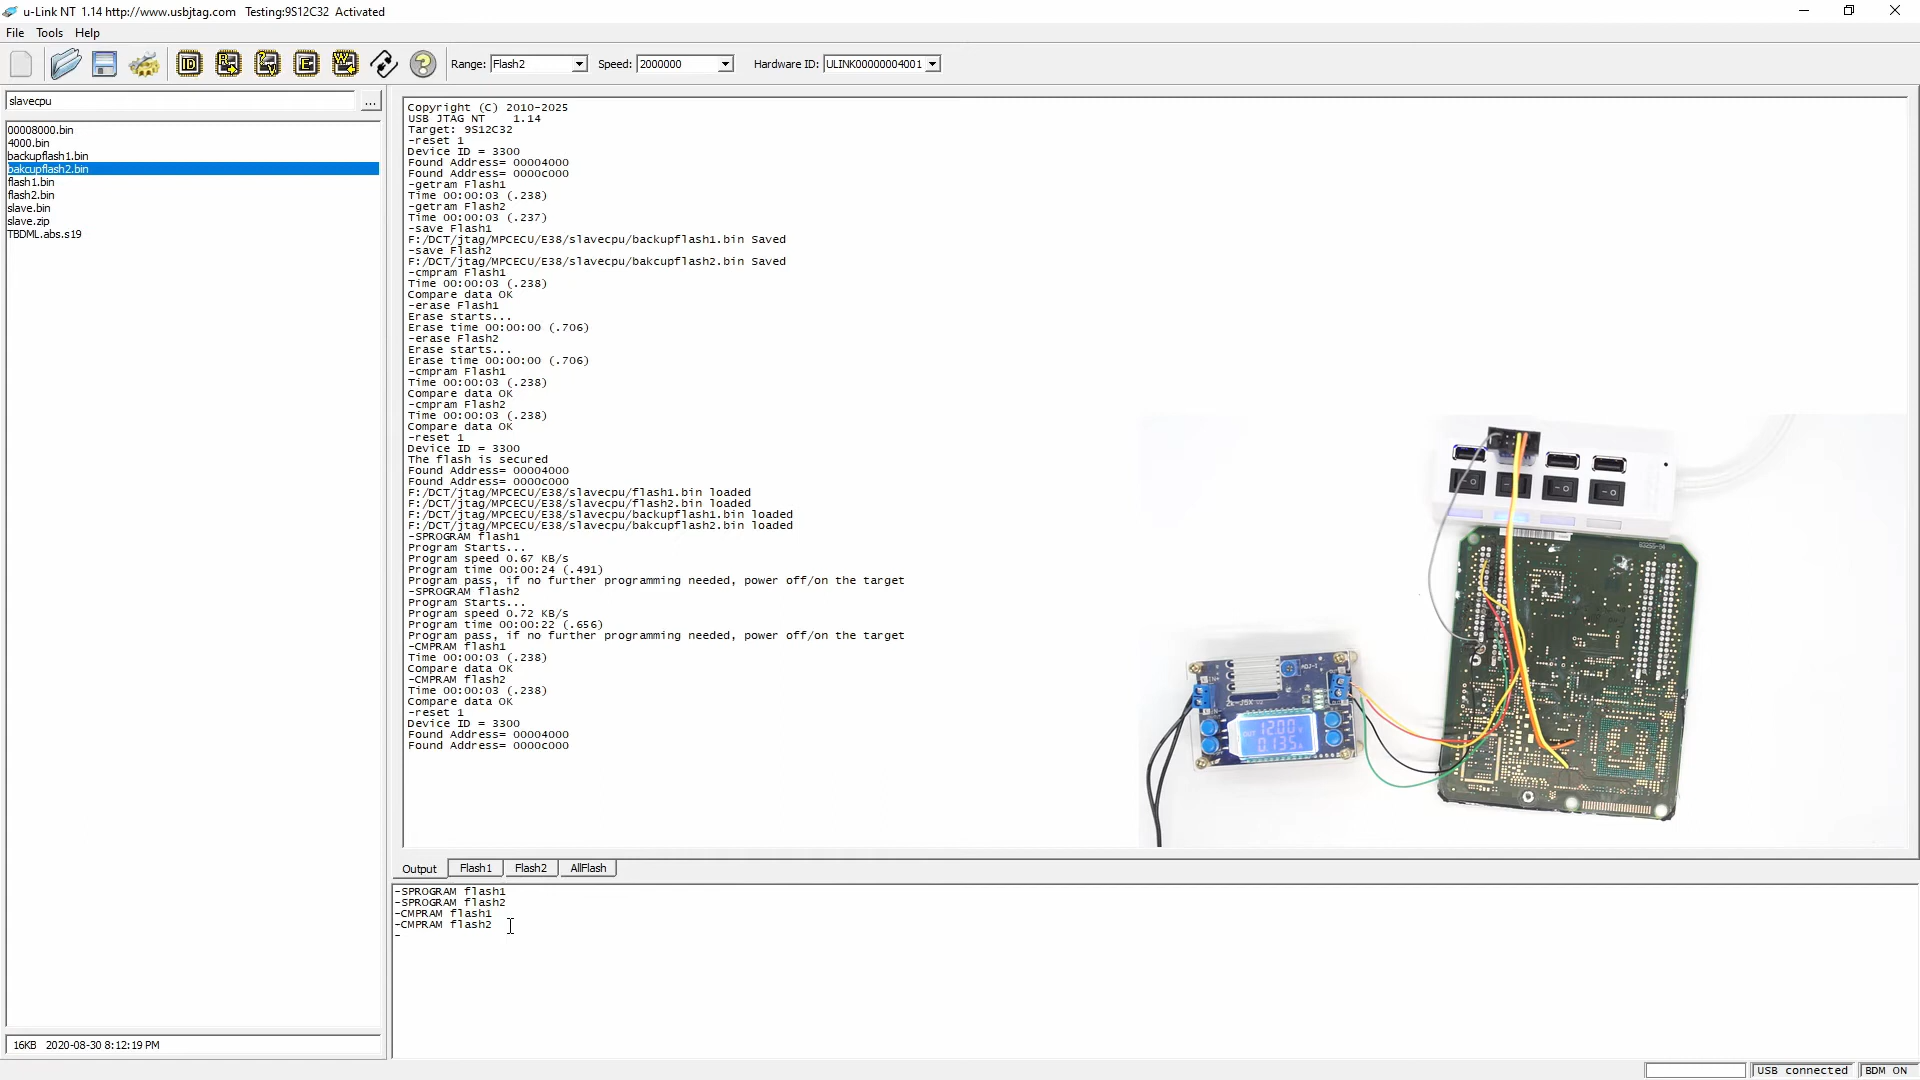 u-Link NT 1.14 http://www.usbjtag.com Testing:9S12C32 Activated
File Tools Help
ID
E
Range: Flash2 Speed: 2000000 Hardware ID: ULINK00000004001
slavecpu
...
00008000.bin
4000.bin
backupflash1.bin
bakcupflash2.bin
flash1.bin
flash2.bin
slave.bin
slave.zip
TBDML.abs.s19
16KB 2020-08-30 8:12:19 PM
Copyright (C) 2010-2025
USB JTAG NT 1.14
Target: 9S12C32
-reset 1
Device ID = 3300
Found Address= 00004000
Found Address= 0000c000
-getram Flash1
Time 00:00:03 (.238)
-getram Flash2
Time 00:00:03 (.237)
-save Flash1
F:/DCT/jtag/MPCECU/E38/slavecpu/backupflash1.bin Saved
-save Flash2
F:/DCT/jtag/MPCECU/E38/slavecpu/bakcupflash2.bin Saved
-cmpram Flash1
Time 00:00:03 (.238)
Compare data OK
-erase Flash1
Erase starts...
Erase time 00:00:00 (.706)
-erase Flash2
Erase starts...
Erase time 00:00:00 (.706)
-cmpram Flash1
Time 00:00:03 (.238)
Compare data OK
-cmpram Flash2
Time 00:00:03 (.238)
Compare data OK
-reset 1
Device ID = 3300
The flash is secured
Found Address= 00004000
Found Address= 0000c000
F:/DCT/jtag/MPCECU/E38/slavecpu/flash1.bin loaded
F:/DCT/jtag/MPCECU/E38/slavecpu/flash2.bin loaded
F:/DCT/jtag/MPCECU/E38/slavecpu/backupflash1.bin loaded
F:/DCT/jtag/MPCECU/E38/slavecpu/bakcupflash2.bin loaded
-SPROGRAM flash1
Program Starts...
Program speed 0.67 KB/s
Program time 00:00:24 (.491)
Program pass, if no further programming needed, power off/on the target
-SPROGRAM flash2
Program Starts...
Program speed 0.72 KB/s
Program time 00:00:22 (.656)
Program pass, if no further programming needed, power off/on the target
-CMPRAM flash1
Time 00:00:03 (.238)
Compare data OK
-CMPRAM flash2
Time 00:00:03 (.238)
Compare data OK
-reset 1
Device ID = 3300
Found Address= 00004000
Found Address= 0000c000
ADJ-I
IN+
OUT 12.00V
0.135A
Output Flash1 Flash2 AllFlash
-SPROGRAM flash1
-SPROGRAM flash2
-CMPRAM flash1
-CMPRAM flash2
-
USB connected BDM ON